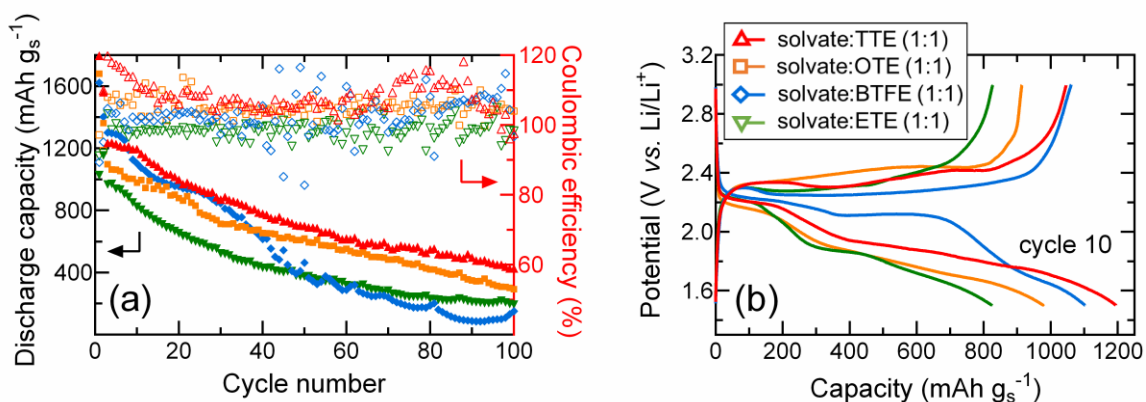 Discharge capacity (mAh g_s⁻¹)
1600
1200
800
400
0 20 40 60 80 100
Cycle number
(a)
120
100
80
60
Coulombic efficiency (%)
solvate:TTE (1:1)
solvate:OTE (1:1)
solvate:BTFE (1:1)
solvate:ETE (1:1)
Potential (V vs. Li/Li⁺)
3.2
2.8
2.4
2.0
1.6
cycle 10
(b)
0 200 400 600 800 1000 1200
Capacity (mAh g_s⁻¹)